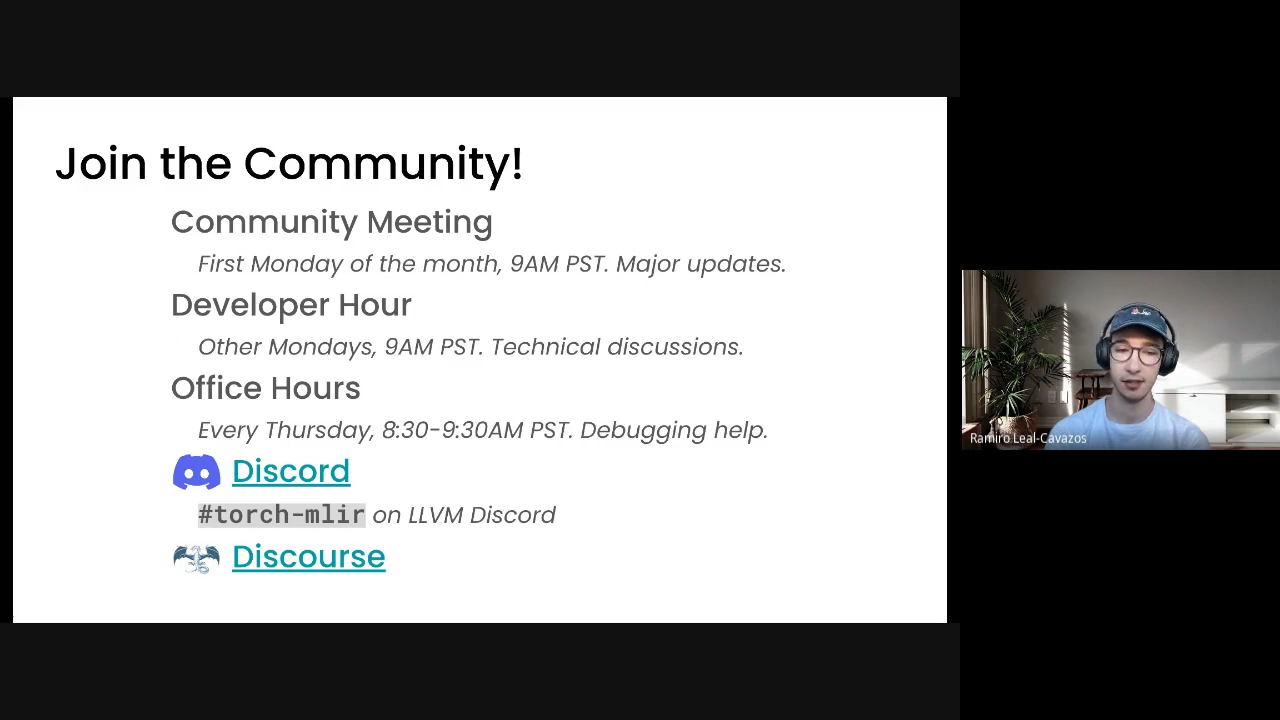 Join the Community!
Community Meeting
First Monday of the month, 9AM PST. Major updates.
Developer Hour
Other Mondays, 9AM PST. Technical discussions.
Office Hours
Every Thursday, 8:30-9:30AM PST. Debugging help.
Discord
#torch-mlir on LLVM Discord
Discourse
Ramiro Leal-Cavazos